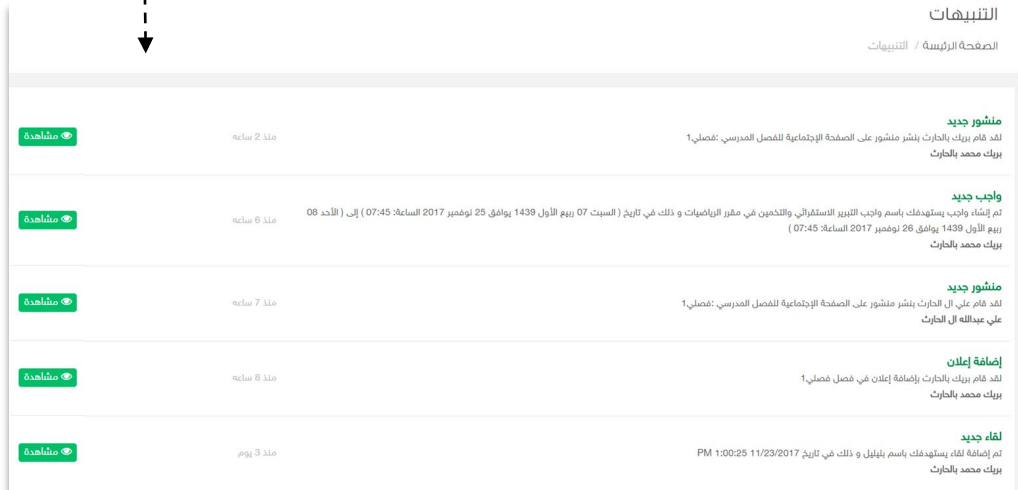 التنبيهات
الصفحة الرئيسة / التنبيهات
منشور جديد
لقد قام بريك بالحارث بنشر منشور على الصفحة الإجتماعية للفصل المدرسي :فصلي1
بريك محمد بالحارث
منذ 2 ساعه
مشاهدة
واجب جديد
تم إنشاء واجب يستهدفك باسم واجب التبرير الاستقرائي والتخمين في مقرر الرياضيات و ذلك في تاريخ ( السبت 07 ربيع الأول 1439 يوافق 25 نوفمبر 2017 الساعة: 07:45 ) إلى ( الأحد 08
ربيع الأول 1439 يوافق 26 نوفمبر 2017 الساعة: 07:45 )
بريك محمد بالحارث
منذ 6 ساعه
مشاهدة
منشور جديد
لقد قام علي ال الحارث بنشر منشور على الصفحة الإجتماعية للفصل المدرسي :فصلي1
علي عبدالله ال الحارث
منذ 7 ساعه
مشاهدة
إضافة إعلان
لقد قام بريك بالحارث بإضافة إعلان في فصل فصلي1
بريك محمد بالحارث
منذ 8 ساعه
مشاهدة
لقاء جديد
تم إضافة لقاء يستهدفك باسم بليليل و ذلك في تاريخ 11/23/2017 1:00:25 PM
بريك محمد بالحارث
منذ 3 يوم
مشاهدة